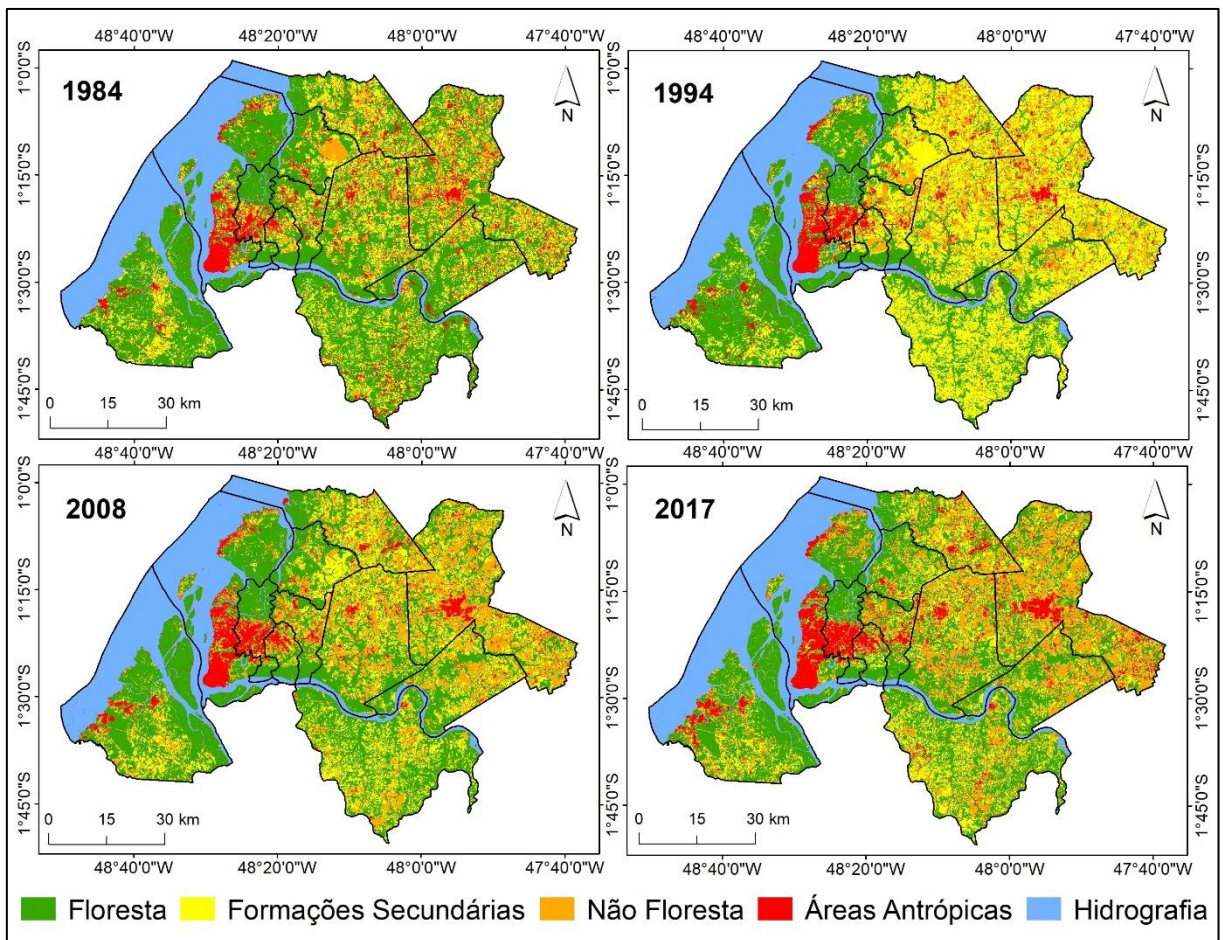 48°40'0"W 48°20'0"W 48°0'0"W 47°40'0"W
48°40'0"W 48°20'0"W 48°0'0"W 47°40'0"W
1984
1994
N
N
1°0'0"S
1°15'0"S
1°30'0"S
1°45'0"S
1°0'0"S
1°15'0"S
1°30'0"S
1°45'0"S
0 15 30 km
0 15 30 km
48°40'0"W 48°20'0"W 48°0'0"W 47°40'0"W
48°40'0"W 48°20'0"W 48°0'0"W 47°40'0"W
2008
2017
N
N
1°0'0"S
1°15'0"S
1°30'0"S
1°45'0"S
1°0'0"S
1°15'0"S
1°30'0"S
1°45'0"S
0 15 30 km
0 15 30 km
48°40'0"W 48°20'0"W 48°0'0"W 47°40'0"W
48°40'0"W 48°20'0"W 48°0'0"W 47°40'0"W
Floresta Formações Secundárias Não Floresta Áreas Antrópicas Hidrografia